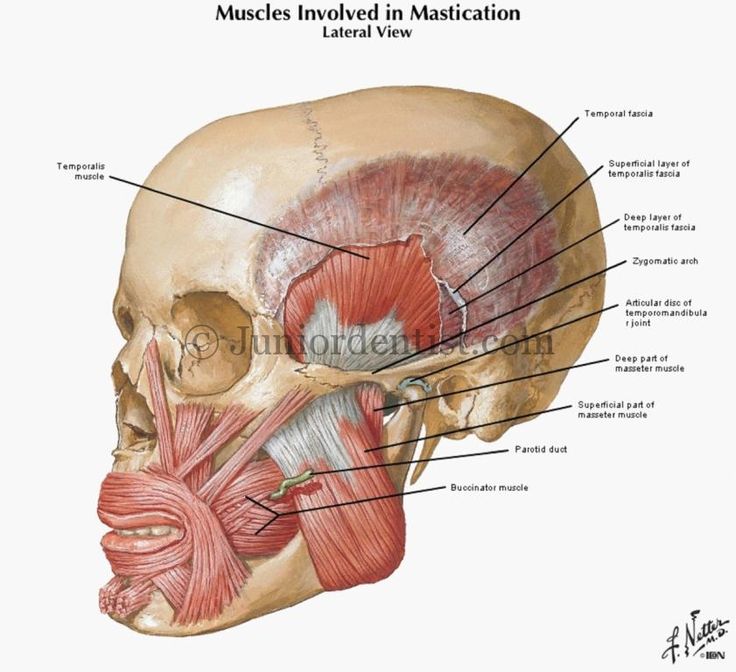 Muscles Involved in Mastication
Lateral View
Temporal fascia
Temporalis
muscle
Superficial layer of
temporalis fascia
Deep layer of
temporalis fascia
Zygomatic arch
Articular disc of
temporomandibula
r joint
© Juniordentist.com
Deep part of
masseter muscle
Superficial part of
masseter muscle
Parotid duct
Buccinator muscle
F. Netter
M.D.